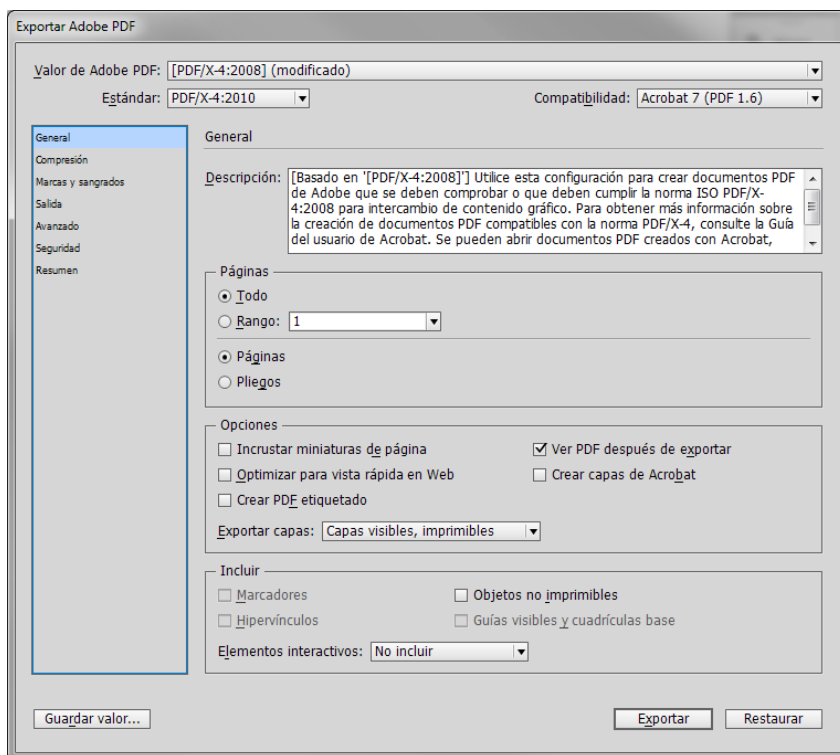 Exportar Adobe PDF
Valor de Adobe PDF: [PDF/X-4:2008] (modificado)
Estándar: PDF/X-4:2010 Compatibilidad: Acrobat 7 (PDF 1.6)
General
Compresión
Marcas y sangrados
Salida
Avanzado
Seguridad
Resumen
General
Descripción: [Basado en '[PDF/X-4:2008]'] Utilice esta configuración para crear documentos PDF
de Adobe que se deben comprobar o que deben cumplir la norma ISO PDF/X-
4:2008 para intercambio de contenido gráfico. Para obtener más información sobre
la creación de documentos PDF compatibles con la norma PDF/X-4, consulte la Guía
del usuario de Acrobat. Se pueden abrir documentos PDF creados con Acrobat,
Páginas
Todo
Rango: 1
Páginas
Pliegos
Opciones
Incrustar miniaturas de página Ver PDF después de exportar
Optimizar para vista rápida en Web Crear capas de Acrobat
Crear PDF etiquetado
Exportar capas: Capas visibles, imprimibles
Incluir
Marcadores Objetos no imprimibles
Hipervínculos Guías visibles y cuadrículas base
Elementos interactivos: No incluir
Guardar valor... Exportar Restaurar